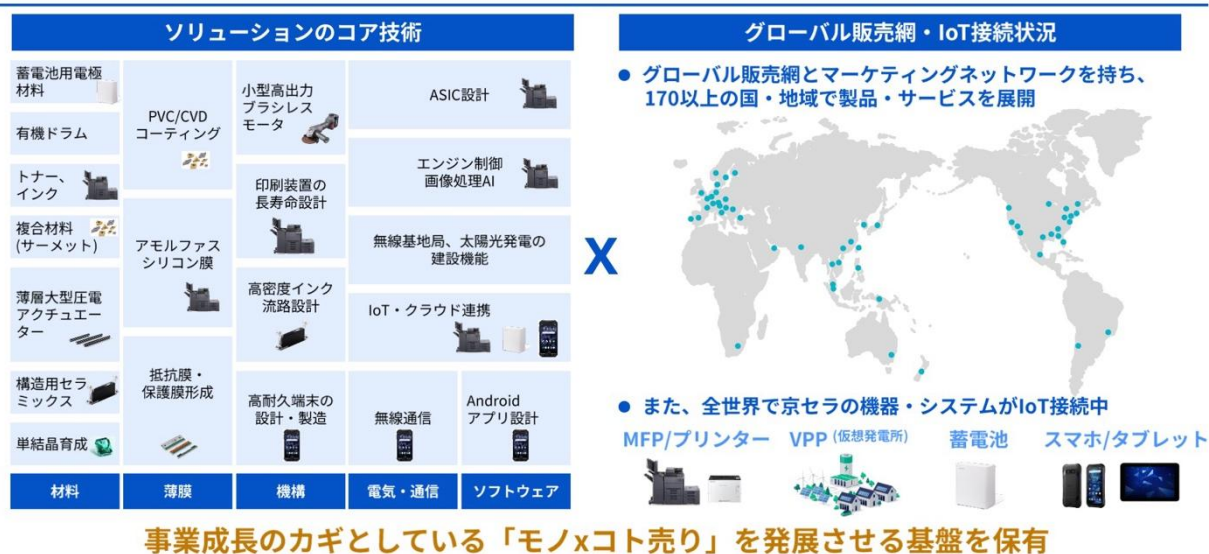 ソリューションのコア技術
蓄電池用電極
材料
有機ドラム
トナー、
インク
複合材料
(サーメット)
薄層大型圧電
アクチュエー
ター
構造用セラ
ミックス
単結晶育成
材料
PVC/CVD
コーティング
アモルファス
シリコン膜
抵抗膜・
保護膜形成
薄膜
小型高出力
ブラシレス
モータ
印刷装置の
長寿命設計
高密度インク
流路設計
高耐久端末の
設計・製造
機構
ASIC設計
エンジン制御
画像処理AI
無線基地局、太陽光発電の
建設機能
IoT・クラウド連携
無線通信
電気・通信
Android
アプリ設計
ソフトウェア
X
グローバル販売網・IoT接続状況
● グローバル販売網とマーケティングネットワークを持ち、
170以上の国・地域で製品・サービスを展開
● また、全世界で京セラの機器・システムがIoT接続中
MFP/プリンター
VPP (仮想発電所)
蓄電池
スマホ/タブレット
事業成長のカギとしている「モノxコト売り」を発展させる基盤を保有